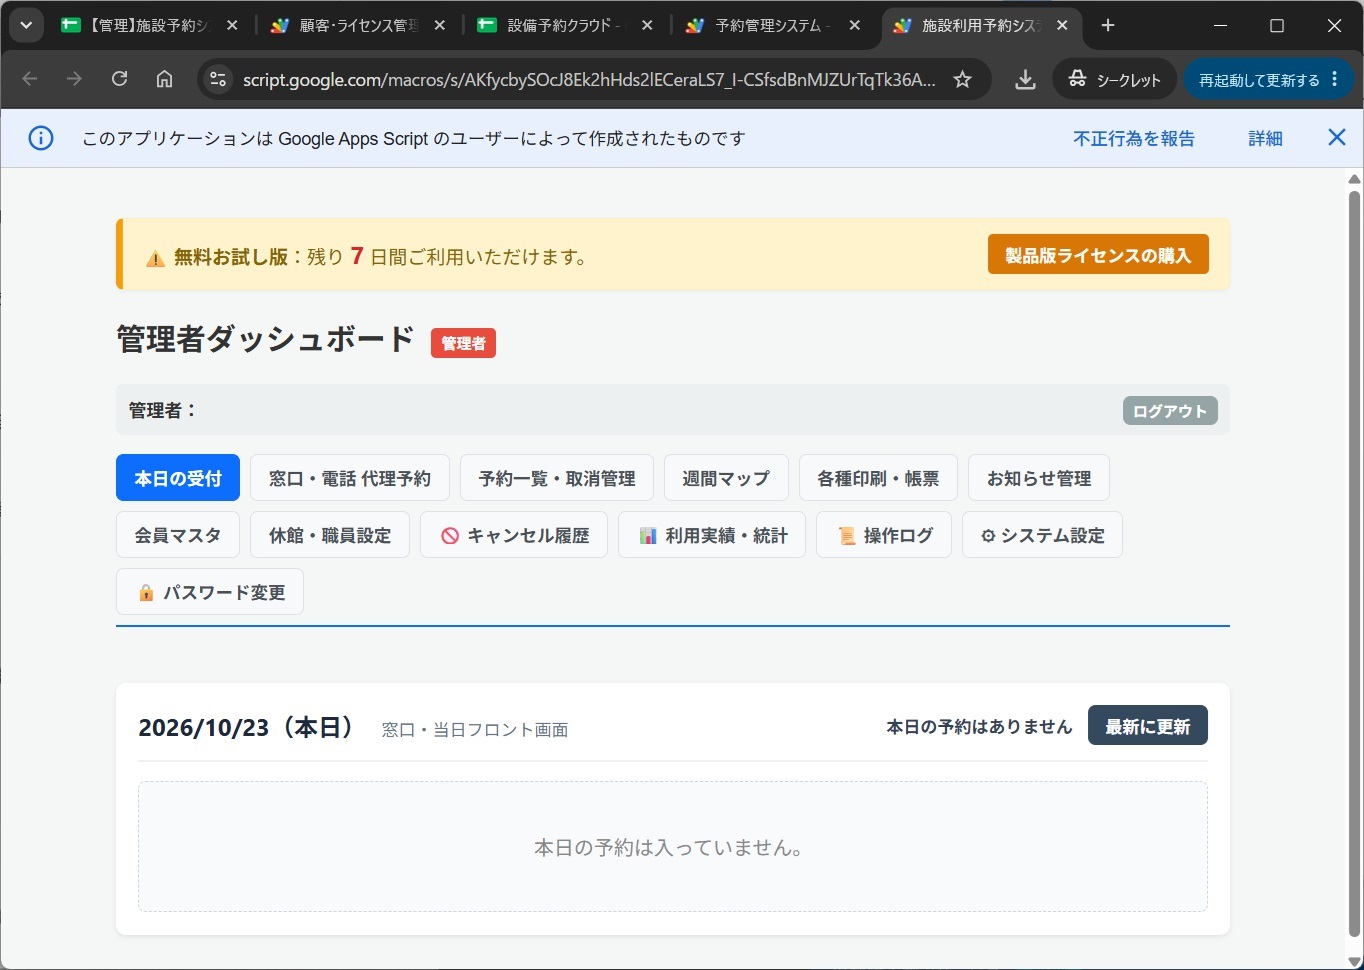 【管理】施設予約シ
顧客・ライセンス管理
設備予約クラウド -
予約管理システム -
施設利用予約シス
script.google.com/macros/s/AKfycbySOcJ8Ek2hHds2lECeraLS7_I-CSfsdBnMJZUrTqTk36A...
シークレット
再起動して更新する
このアプリケーションは Google Apps Script のユーザーによって作成されたものです
不正行為を報告
詳細
⚠ 無料お試し版：残り 7 日間ご利用いただけます。
製品版ライセンスの購入
管理者ダッシュボード
管理者
管理者：
ログアウト
本日の受付
窓口・電話 代理予約
予約一覧・取消管理
週間マップ
各種印刷・帳票
お知らせ管理
会員マスタ
休館・職員設定
🚫 キャンセル履歴
📊 利用実績・統計
📜 操作ログ
⚙ システム設定
🔒 パスワード変更
2026/10/23（本日）
窓口・当日フロント画面
本日の予約はありません
最新に更新
本日の予約は入っていません。